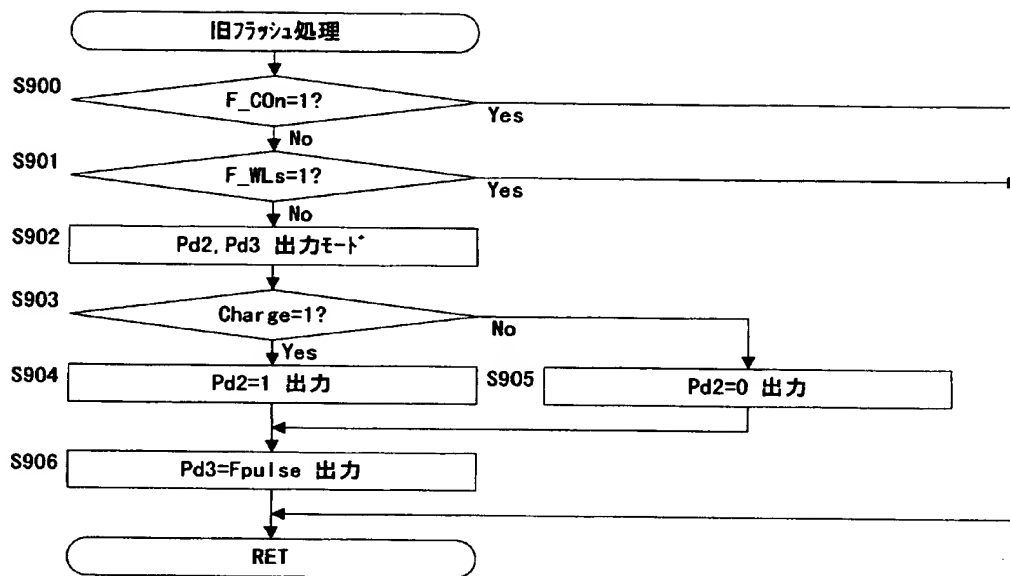 旧フラッシュ処理
S900
F_COn=1?
Yes
No
S901
F_WLs=1?
Yes
No
S902
Pd2,Pd3 出力モード
S903
Charge=1?
No
Yes
S904
Pd2=1 出力
S905
Pd2=0 出力
S906
Pd3=Fpulse 出力
RET